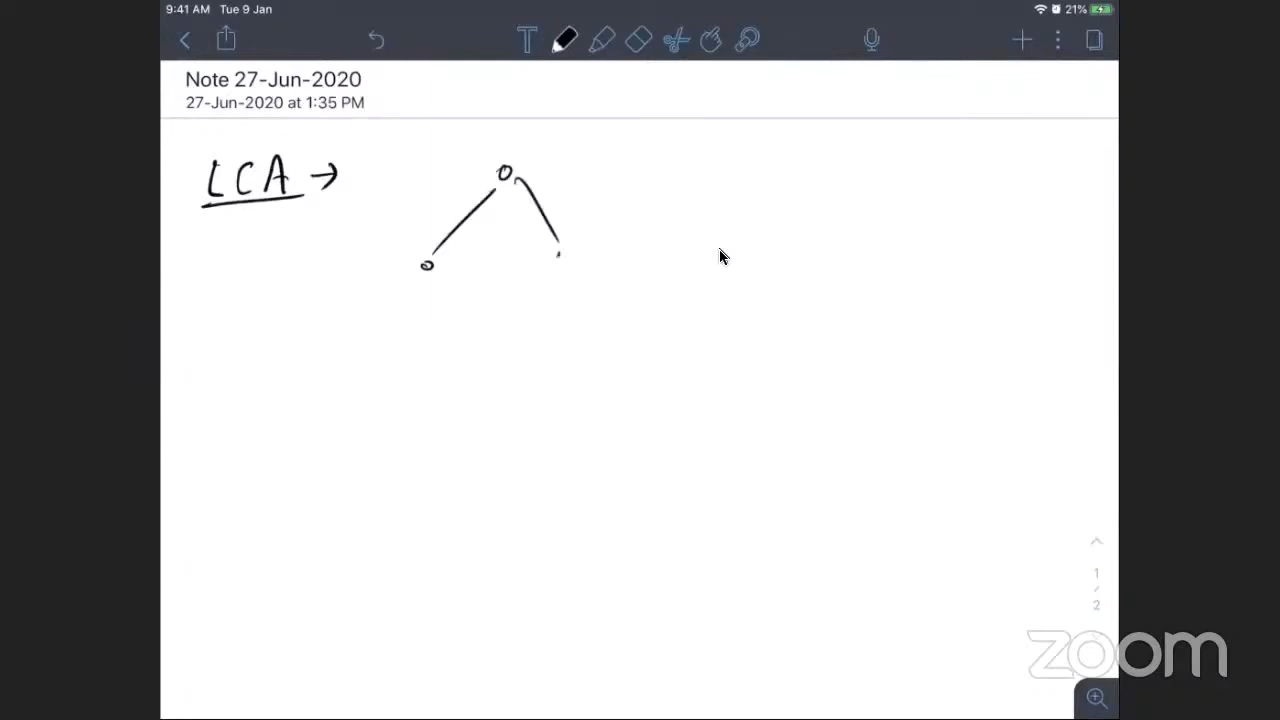 9:41 AM Tue 9 Jan 21%
T
Note 27-Jun-2020
27-Jun-2020 at 1:35 PM
LCA →
1
2
zoom